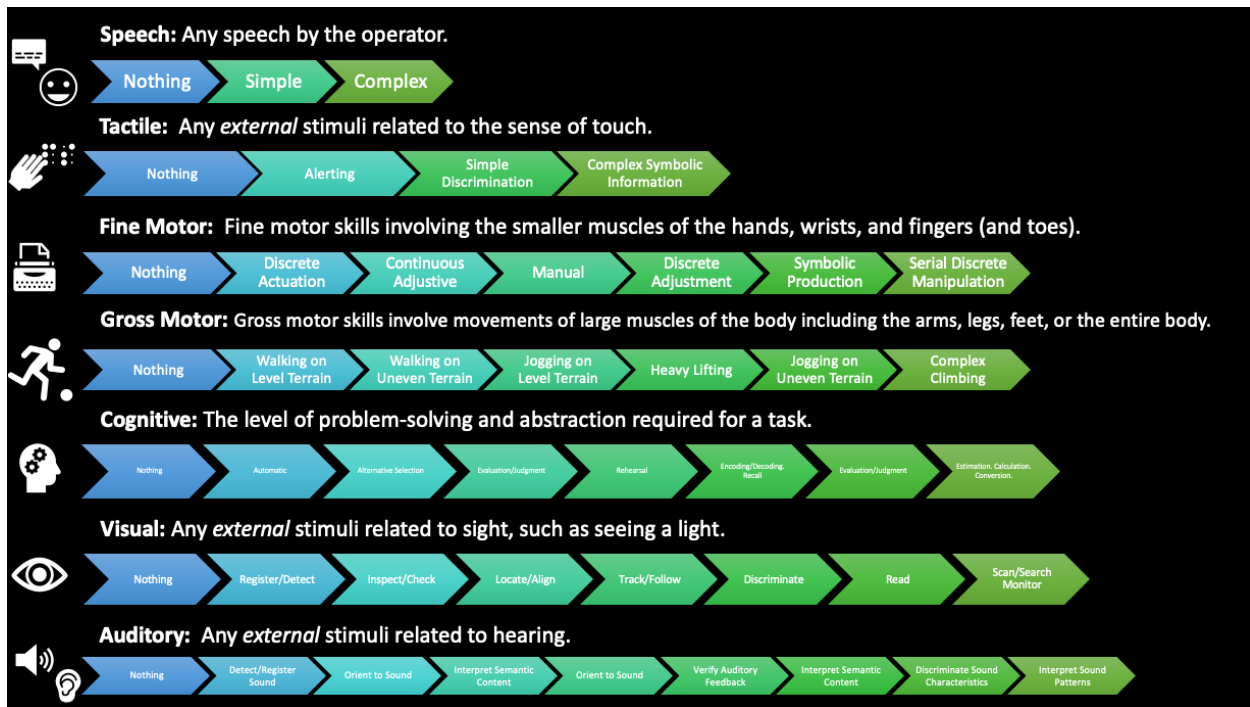 Speech: Any speech by the operator.
Nothing
Simple
Complex
Tactile: Any external stimuli related to the sense of touch.
Nothing
Alerting
Simple
Discrimination
Complex Symbolic
Information
Fine Motor: Fine motor skills involving the smaller muscles of the hands, wrists, and fingers (and toes).
Nothing
Discrete
Actuation
Continuous
Adjustive
Manual
Discrete
Adjustment
Symbolic
Production
Serial Discrete
Manipulation
Gross Motor: Gross motor skills involve movements of large muscles of the body including the arms, legs, feet, or the entire body.
Nothing
Walking on
Level Terrain
Walking on
Uneven Terrain
Jogging on
Level Terrain
Heavy Lifting
Jogging on
Uneven Terrain
Complex
Climbing
Cognitive: The level of problem-solving and abstraction required for a task.
Nothing
Automatic
Alternative Selection
Evaluation/Judgment
Rehearsal
Encoding/Decoding.
Recall
Evaluation/Judgment
Estimation. Calculation.
Conversion.
Visual: Any external stimuli related to sight, such as seeing a light.
Nothing
Register/Detect
Inspect/Check
Locate/Align
Track/Follow
Discriminate
Read
Scan/Search
Monitor
Auditory: Any external stimuli related to hearing.
Nothing
Detect/Register
Sound
Orient to Sound
Interpret Semantic
Content
Orient to Sound
Verify Auditory
Feedback
Interpret Semantic
Content
Discriminate Sound
Characteristics
Interpret Sound
Patterns